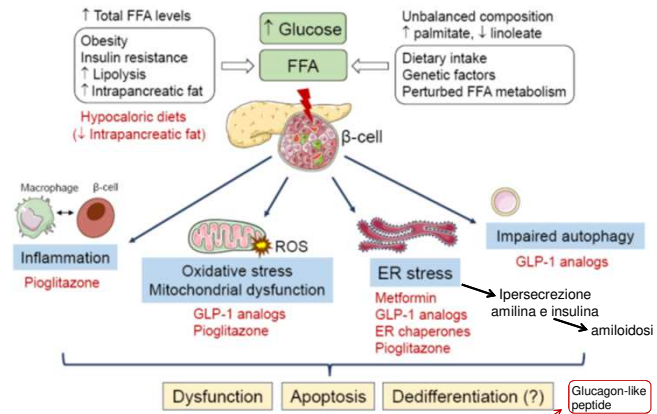 ↑ Total FFA levels
Obesity
Insulin resistance
↑ Lipolysis
↑ Intrapancreatic fat
Hypocaloric diets
(↓ Intrapancreatic fat)
↑ Glucose
FFA
Unbalanced composition
↑ palmitate, ↓ linoleate
Dietary intake
Genetic factors
Perturbed FFA metabolism
β-cell
Macrophage
β-cell
Inflammation
Pioglitazone
ROS
Oxidative stress
Mitochondrial dysfunction
GLP-1 analogs
Pioglitazone
ER stress
Metformin
GLP-1 analogs
ER chaperones
Pioglitazone
Impaired autophagy
GLP-1 analogs
Ipersecrezione
amilina e insulina
amiloidosi
Dysfunction
Apoptosis
Dedifferentiation (?)
Glucagon-like
peptide